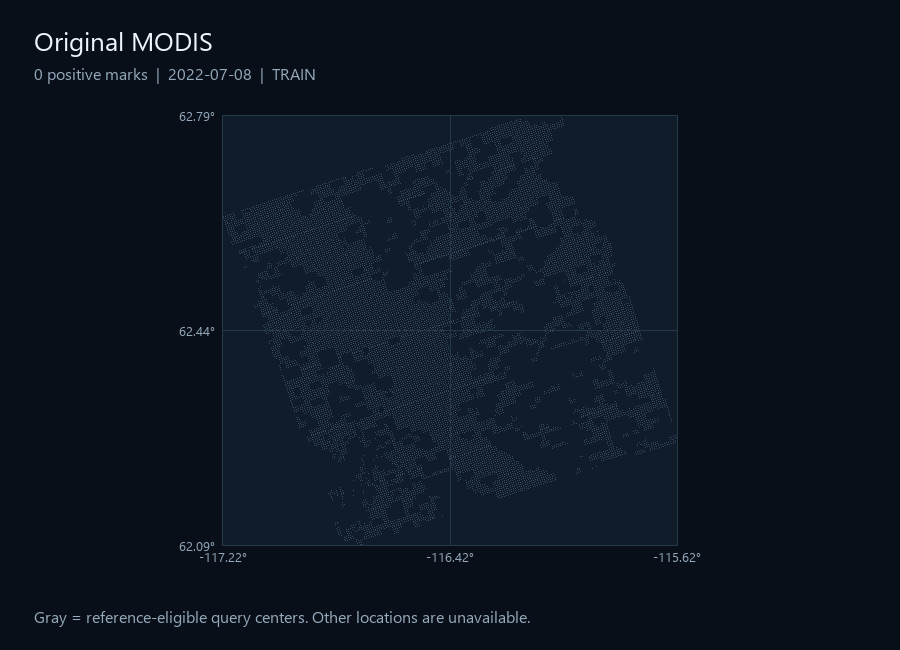 Original MODIS
0 positive marks | 2022-07-08 | TRAIN
62.79°
62.44°
62.09°
-117.22°
-116.42°
-115.62°
Gray = reference-eligible query centers. Other locations are unavailable.